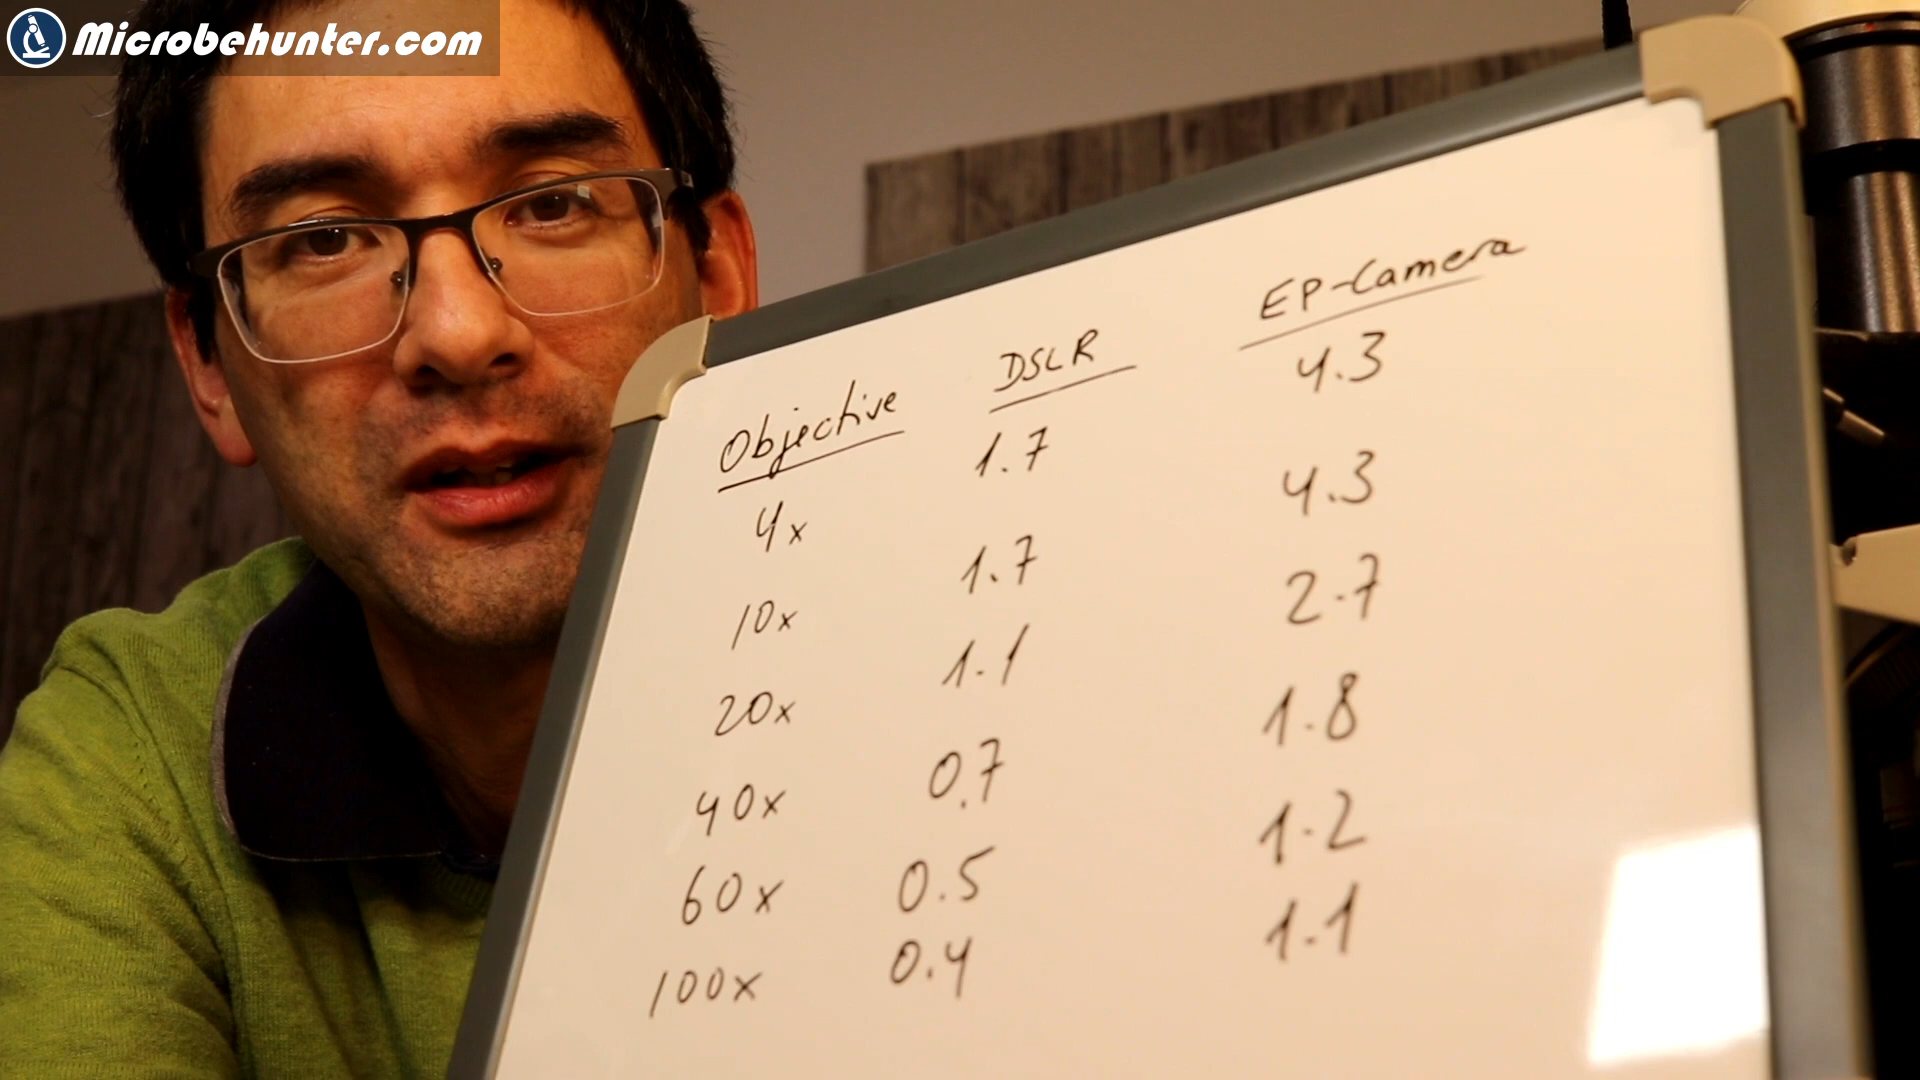 Microbehunter.com
Objective DSLR EP-Camera
4x 1.7 4.3
10x 1.7 4.3
20x 1.1 2.7
40x 0.7 1.8
60x 0.5 1.2
100x 0.4 1.1